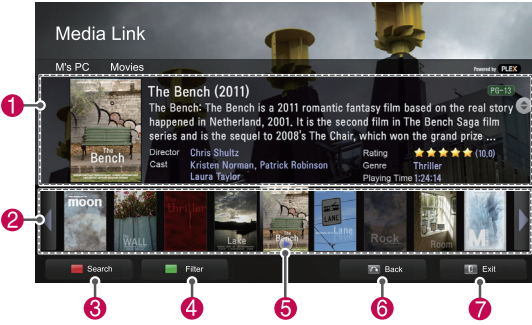 Media Link
M's PC Movies
Powered by PLEX
1
The Bench (2011)
PG-13
The Bench: The Bench is a 2011 romantic fantasy film based on the real story
happened in Netherland, 2001. It is the second film in The Bench Saga film
series and is the sequel to 2008's The Chair, which won the grand prize ...
Director Chris Shultz
Cast Kristen Norman, Patrick Robinson
Laura Taylor
Rating (10.0)
Genre Thriller
Playing Time 1:24:14
The
Bench
2
moon
WALL
thriller
Lake
The
Bench
LANE
Lane
Rock
Room
M
Search
Filter
Back
Exit
3
4
5
6
7